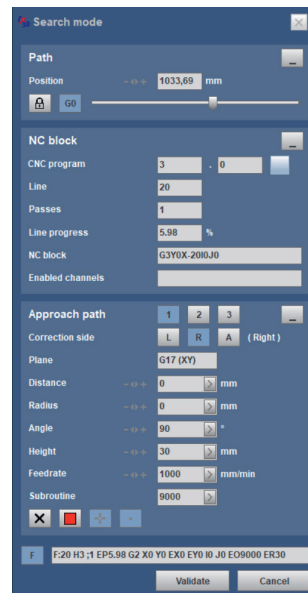 Search mode
Path
Position 1033,69 mm
G0
NC block
CNC program 3 . 0
Line 20
Passes 1
Line progress 5.98 %
NC block G3Y0X-20I0J0
Enabled channels
Approach path 1 2 3
Correction side L R A ( Right )
Plane G17 (XY)
Distance 0 mm
Radius 0 mm
Angle 90 °
Height 30 mm
Feedrate 1000 mm/min
Subroutine 9000
F F:20 H3 ;1 EP5.98 G2 X0 Y0 EX0 EY0 I0 J0 EO9000 ER30
Validate Cancel